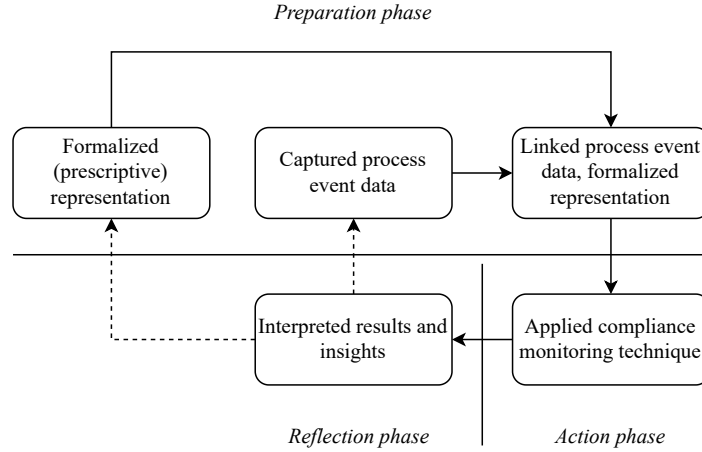 Preparation phase
Formalized
(prescriptive)
representation
Captured process
event data
Linked process event
data, formalized
representation
Interpreted results and
insights
Applied compliance
monitoring technique
Reflection phase
Action phase